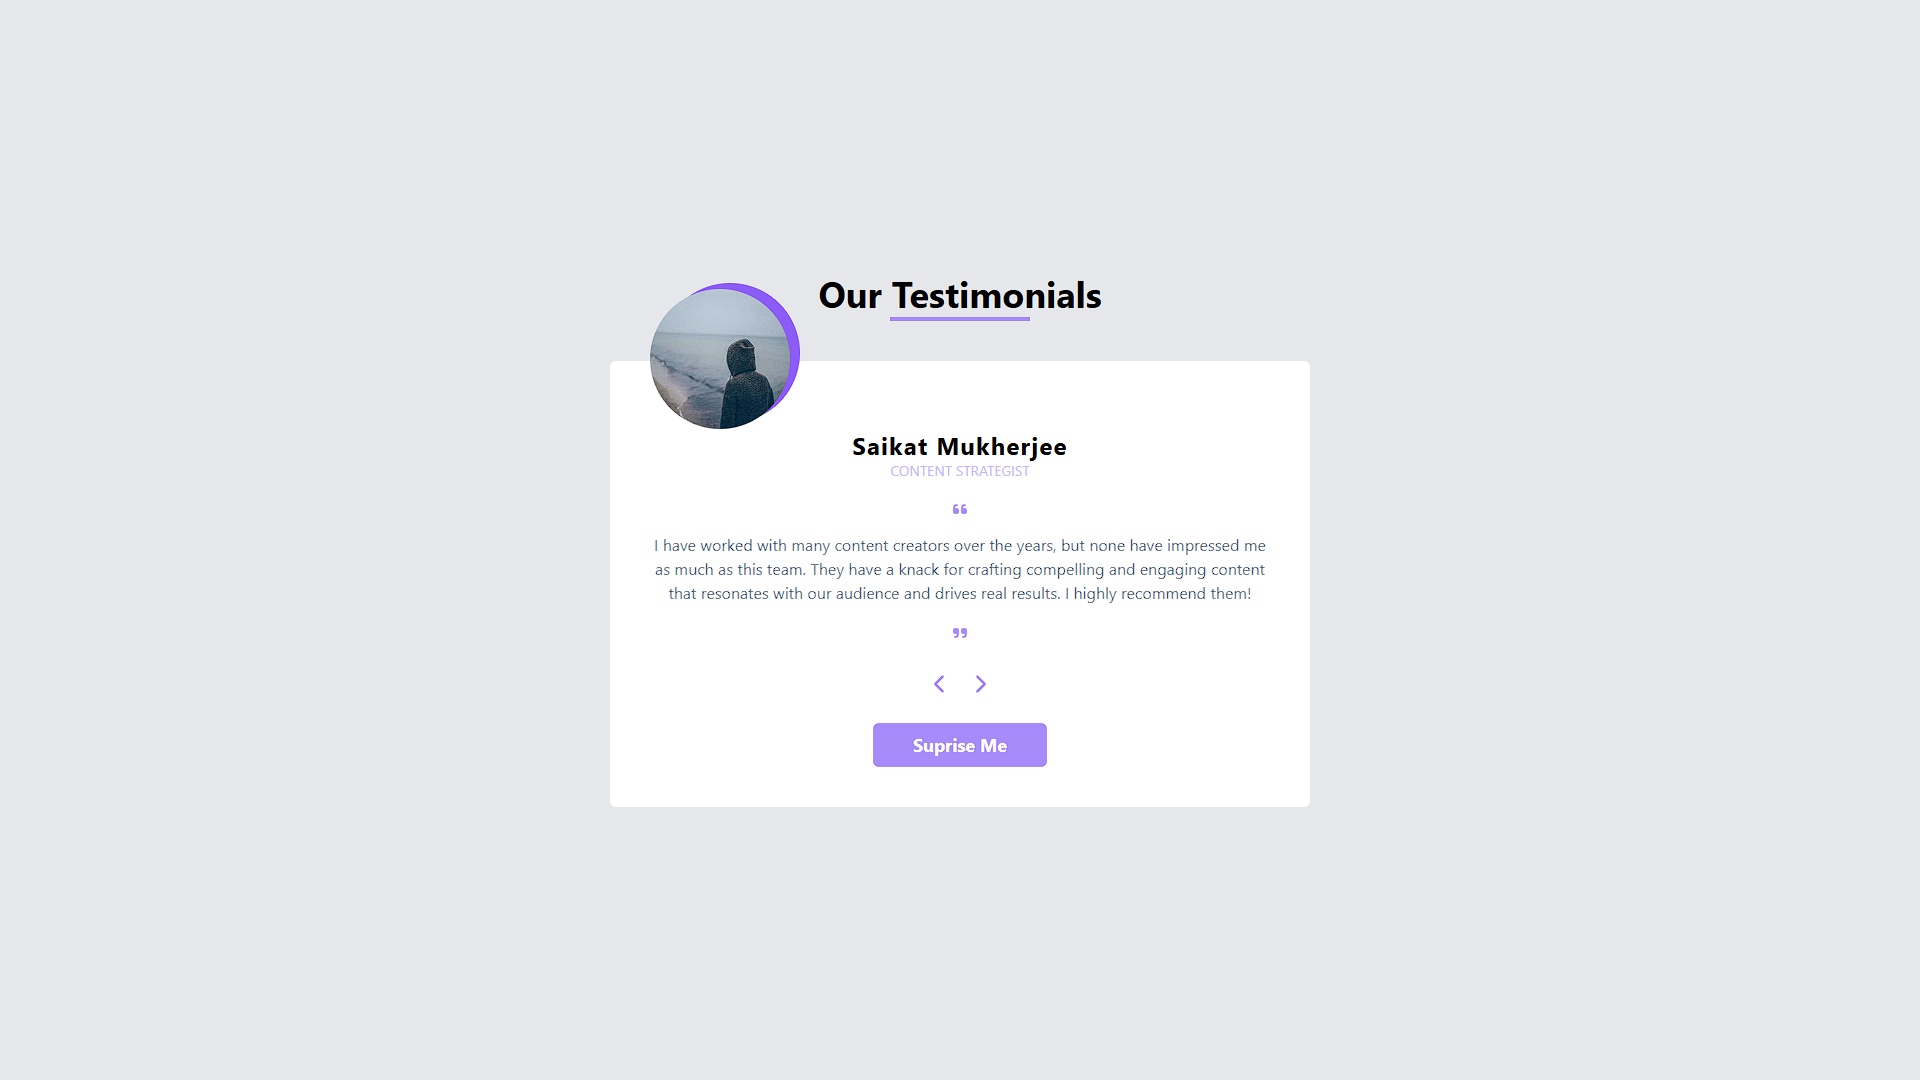 Our Testimonials
Saikat Mukherjee
CONTENT STRATEGIST
“
I have worked with many content creators over the years, but none have impressed me
as much as this team. They have a knack for crafting compelling and engaging content
that resonates with our audience and drives real results. I highly recommend them!
”
Suprise Me